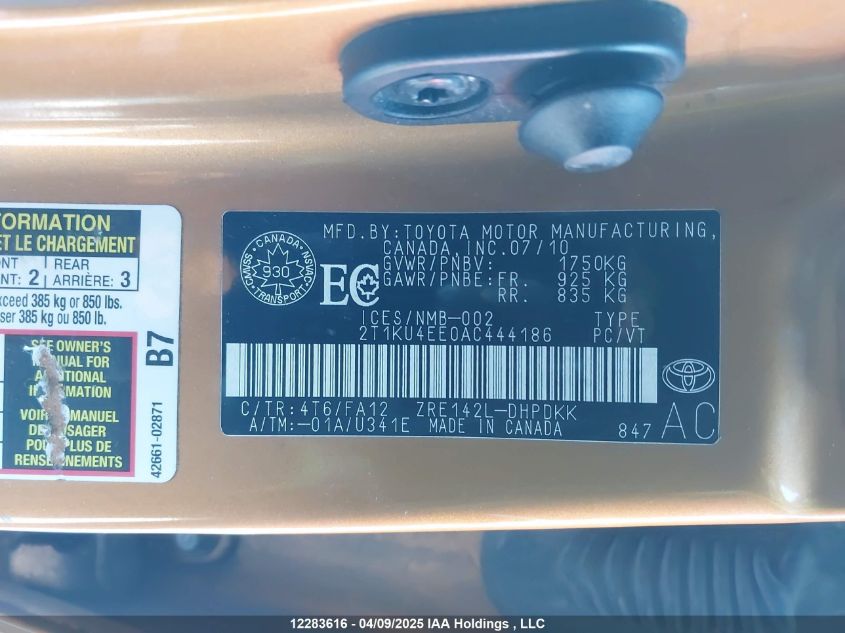 FORMATION
ET LE CHARGEMENT
ONT 2 REAR
NT: ARRIÈRE: 3
xceed 385 kg or 850 lbs.
ser 385 kg ou 850 lb.
SEE OWNER'S
MANUAL FOR
ADDITIONAL
INFORMATION
VOIR MANUEL
DE USAGER
POUR PLUS DE
RENSEIGNEMENTS
B7
42661-02871
CANADA
930
TRANSPORT
EC
MFD.BY:TOYOTA MOTOR MANUFACTURING,
CANADA,INC.07/10
GVWR/PNBV: 1750KG
GAWR/PNBE:FR. 925 KG
RR. 835 KG
ICES/NMB-002 TYPE
2T1KU4EE0AC444186 PC/VT
C/TR:4T6/FA12 ZRE142L-DHPDKK
A/TM:-01A/U341E MADE IN CANADA
847 AC
12283616 - 04/09/2025 IAA Holdings , LLC